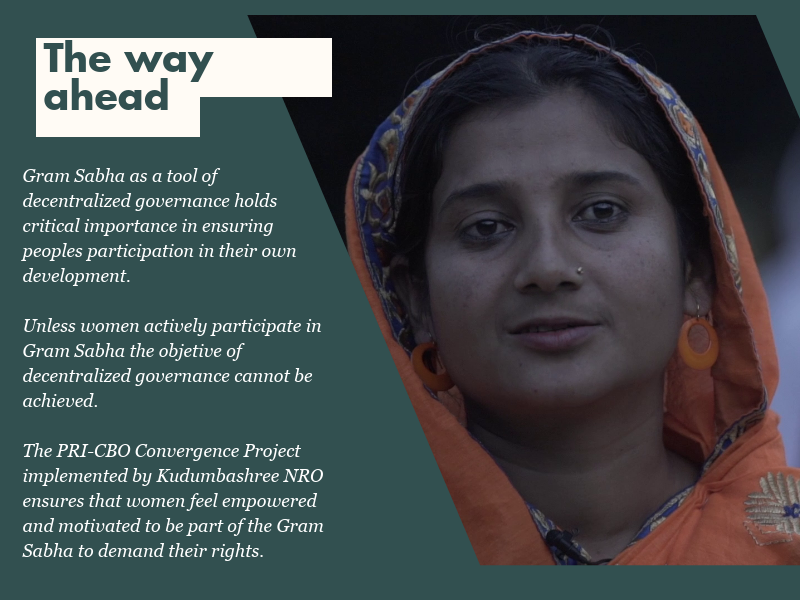 The way
ahead
Gram Sabha as a tool of
decentralized governance holds
critical importance in ensuring
peoples participation in their own
development.
Unless women actively participate in
Gram Sabha the objetive of
decentralized governance cannot be
achieved.
The PRI-CBO Convergence Project
implemented by Kudumbashree NRO
ensures that women feel empowered
and motivated to be part of the Gram
Sabha to demand their rights.